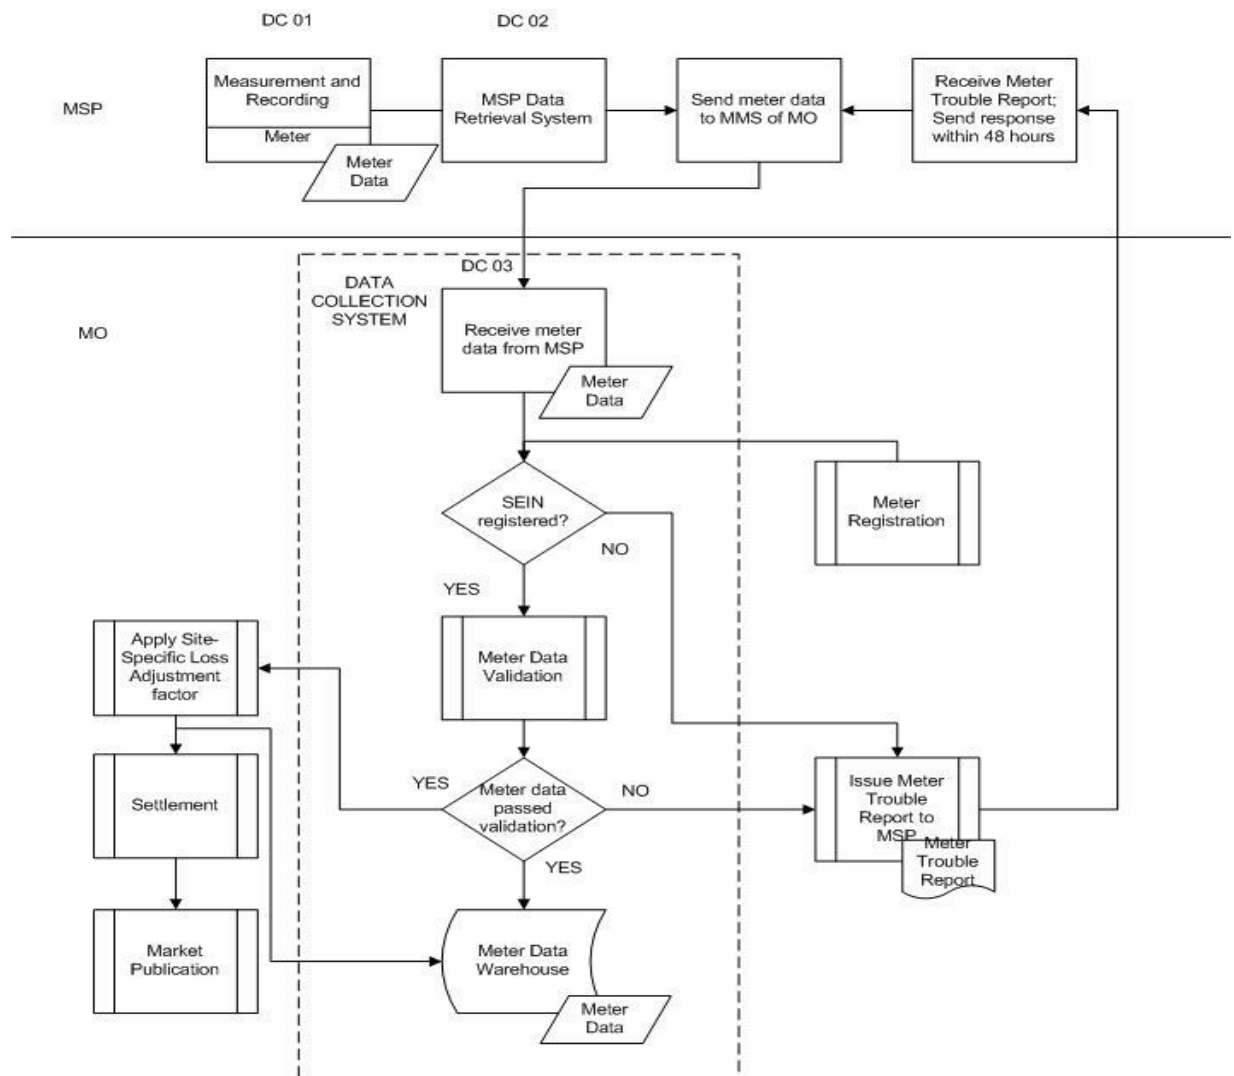 DC 01
DC 02
MSP
Measurement and
Recording
Meter
Meter
Data
MSP Data
Retrieval System
Send meter data
to MMS of MO
Receive Meter
Trouble Report;
Send response
within 48 hours
MO
DATA
COLLECTION
SYSTEM
DC 03
Receive meter
data from MSP
Meter
Data
SEIN
registered?
NO
YES
Meter
Registration
Apply Site-
Specific Loss
Adjustment
factor
Meter Data
Validation
Settlement
YES
Meter data
passed
validation?
NO
YES
Issue Meter
Trouble
Report to
MSP
Meter
Trouble
Report
Market
Publication
Meter Data
Warehouse
Meter
Data